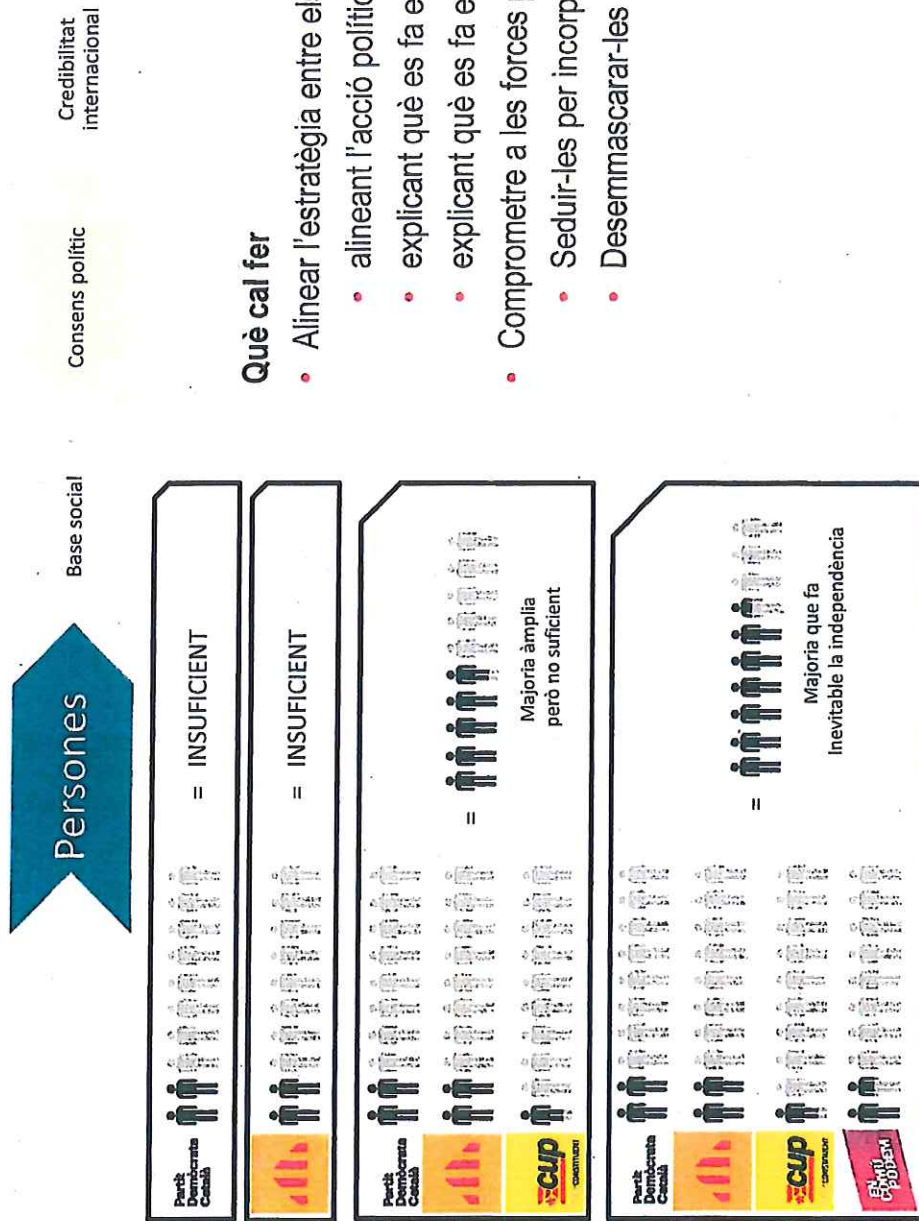 Persones
Base social
Consens polític
Credibilitat
internacional
Partit
Demòcrata
Català
= INSUFICIENT
= INSUFICIENT
Partit
Demòcrata
Català
cup
=
Majoria àmplia
però no suficient
Partit
Demòcrata
Català
cup
EN
COMÚ
PODEM
=
Majoria que fa
Inevitable la independència
Què cal fer
• Alinear l'estratègia entre el
• alineant l'acció polític
• explicant què es fa e
• explicant què es fa e
• Comprometre a les forces
• Seduir-les per incorp
• Desemmascarar-les